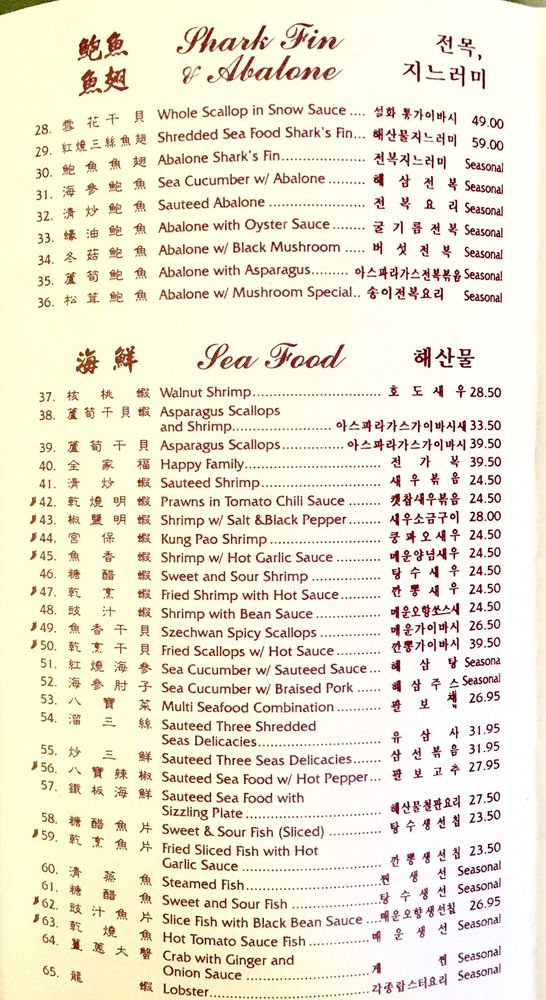 鮑魚 Shark Fin 전복,
魚翅 & Abalone 지느러미
28. 雪花干貝 Whole Scallop in Snow Sauce .... 설화 통가이바시 49.00
29. 紅燒三絲魚翅 Shredded Sea Food Shark's Fin... 해산물지느러미 59.00
30. 鮑魚魚翅 Abalone Shark's Fin.................. 전복지느러미 Seasonal
31. 海參鮑魚 Sea Cucumber w/ Abalone ........ 해삼전복 Seasonal
32. 清炒鮑魚 Sauteed Abalone ................... 전복요리 Seasonal
33. 蠔油鮑魚 Abalone with Oyster Sauce ....... 굴기름전복 Seasonal
34. 冬菇鮑魚 Abalone w/ Black Mushroom ..... 버섯전복 Seasonal
35. 蘆筍鮑魚 Abalone with Asparagus......... 아스파라가스전복볶음 Seasonal
36. 松茸鮑魚 Abalone w/ Mushroom Special.. 송이전복요리 Seasonal
海鮮 Sea Food 해산물
37. 核桃蝦 Walnut Shrimp........................ 호도새우 28.50
38. 蘆筍干貝蝦 Asparagus Scallops
and Shrimp................... 아스파라가스가이바시새 33.50
39. 蘆筍干貝 Asparagus Scallops................ 아스파라가스가이바시 39.50
40. 全家福 Happy Family......................... 전가복 39.50
41. 清炒蝦 Sauteed Shrimp...................... 새우볶음 24.50
42. 乾燒明蝦 Prawns in Tomato Chili Sauce ....... 캣찹새우볶음 24.50
43. 椒鹽明蝦 Shrimp w/ Salt &Black Pepper....... 새우소금구이 28.00
44. 宮保蝦 Kung Pao Shrimp .................... 쿵파오새우 24.50
45. 魚香蝦 Shrimp w/ Hot Garlic Sauce ......... 매운양념새우 24.50
46. 糖醋蝦 Sweet and Sour Shrimp .............. 탕수새우 24.50
47. 乾烹蝦 Fried Shrimp with Hot Sauce......... 깐뽕새우 24.50
48. 豉汁蝦 Shrimp with Bean Sauce ............. 매운오향쏘스새 24.50
49. 魚香干貝 Szechwan Spicy Scallops ........... 매운가이바시 26.50
50. 乾烹干貝 Fried Scallops w/ Hot Sauce ........ 깐뽕가이바시 39.50
51. 紅燒海參 Sea Cucumber w/ Sauteed Sauce ... 해삼탕 Seasona
52. 海參肘子 Sea Cucumber w/ Braised Pork ...... 해삼주스 Seasonal
53. 八寶菜 Multi Seafood Combination .......... 팔보채 26.95
54. 溜三絲 Sauteed Three Shredded
Seas Delicacies........................ 유삼사 31.95
55. 炒三鮮 Sauteed Three Seas Delicacies....... 삼선볶음 31.95
56. 八寶辣椒 Sauteed Sea Food w/ Hot Pepper... 팔보고추 27.95
57. 鐵板海鮮 Sauteed Sea Food with
Sizzling Plate ......................... 해산물철판요리 27.50
58. 糖醋魚片 Sweet & Sour Fish (Sliced) .......... 탕수생선점 23.50
59. 乾烹魚片 Fried Sliced Fish with Hot
Garlic Sauce .......................... 깐뽕생선점 23.50
60. 清蒸魚 Steamed Fish......................... 찐생선 Seasonal
61. 糖醋魚 Sweet and Sour Fish ................. 탕수생선 Seasonal
62. 豉汁魚片 Slice Fish with Black Bean Sauce ... 매운오향생선점 26.95
63. 乾燒魚 Hot Tomato Sauce Fish .............. 매운생선 Seasonal
64. 薑蔥大蟹 Crab with Ginger and
Onion Sauce ......................... 게찜 Seasonal
65. 龍蝦 Lobster............................... 각종랍스터요리 Seasonal